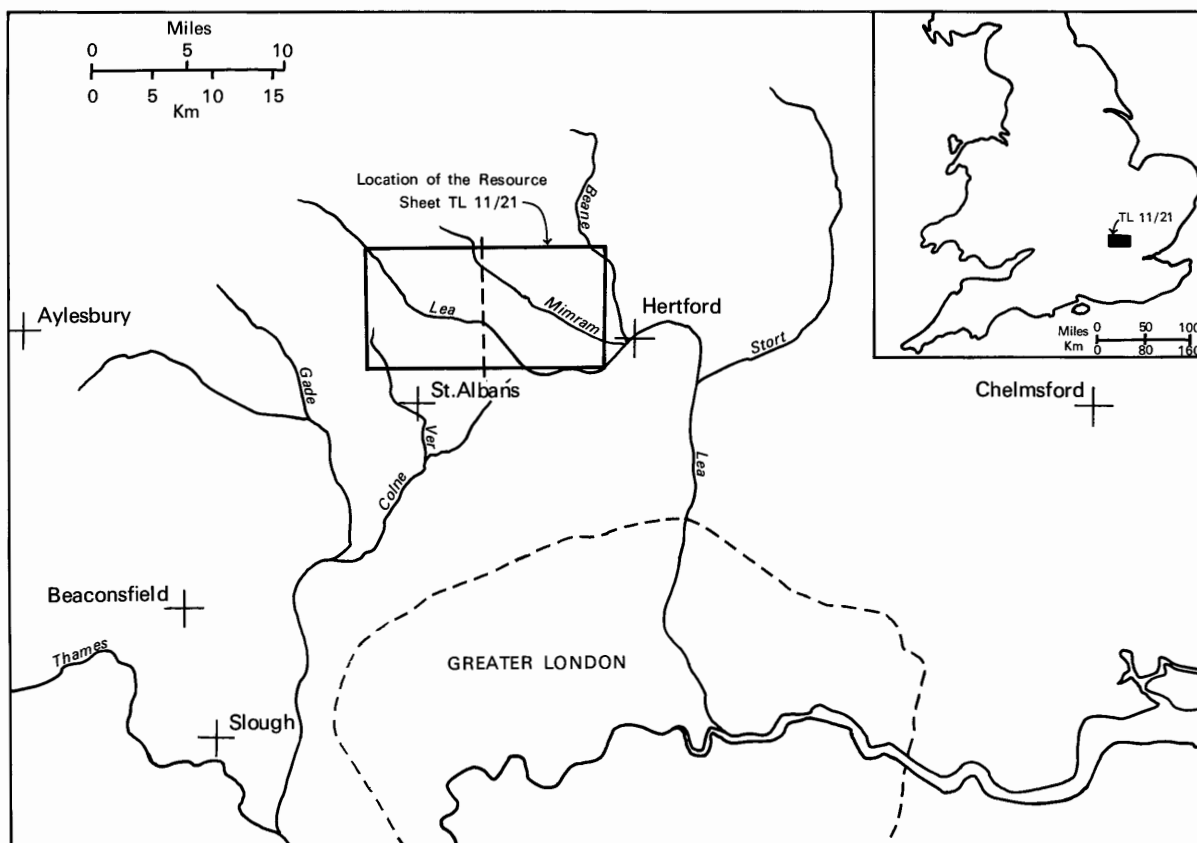 Miles
0 5 10
0 5 10 15
Km
Location of the Resource
Sheet TL 11/21
Beane
TL 11/21
Miles 0 50 100
Km 0 80 160
Aylesbury
Lea
Mimram
Hertford
Stort
Gade
St.Albans
Chelmsford
Ver
Colne
Lea
Beaconsfield
Thames
GREATER LONDON
Slough